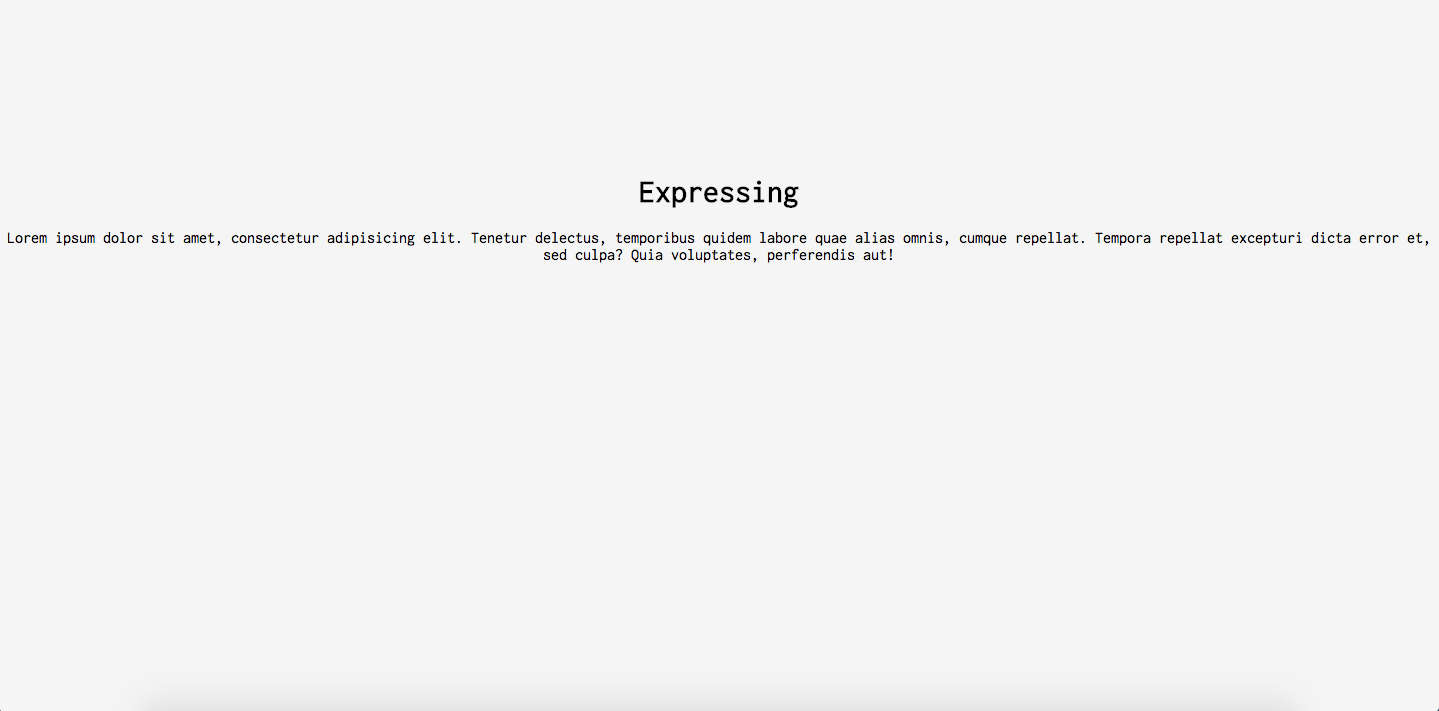 Expressing
Lorem ipsum dolor sit amet, consectetur adipisicing elit. Tenetur delectus, temporibus quidem labore quae alias omnis, cumque repellat. Tempora repellat excepturi dicta error et,
sed culpa? Quia voluptates, perferendis aut!